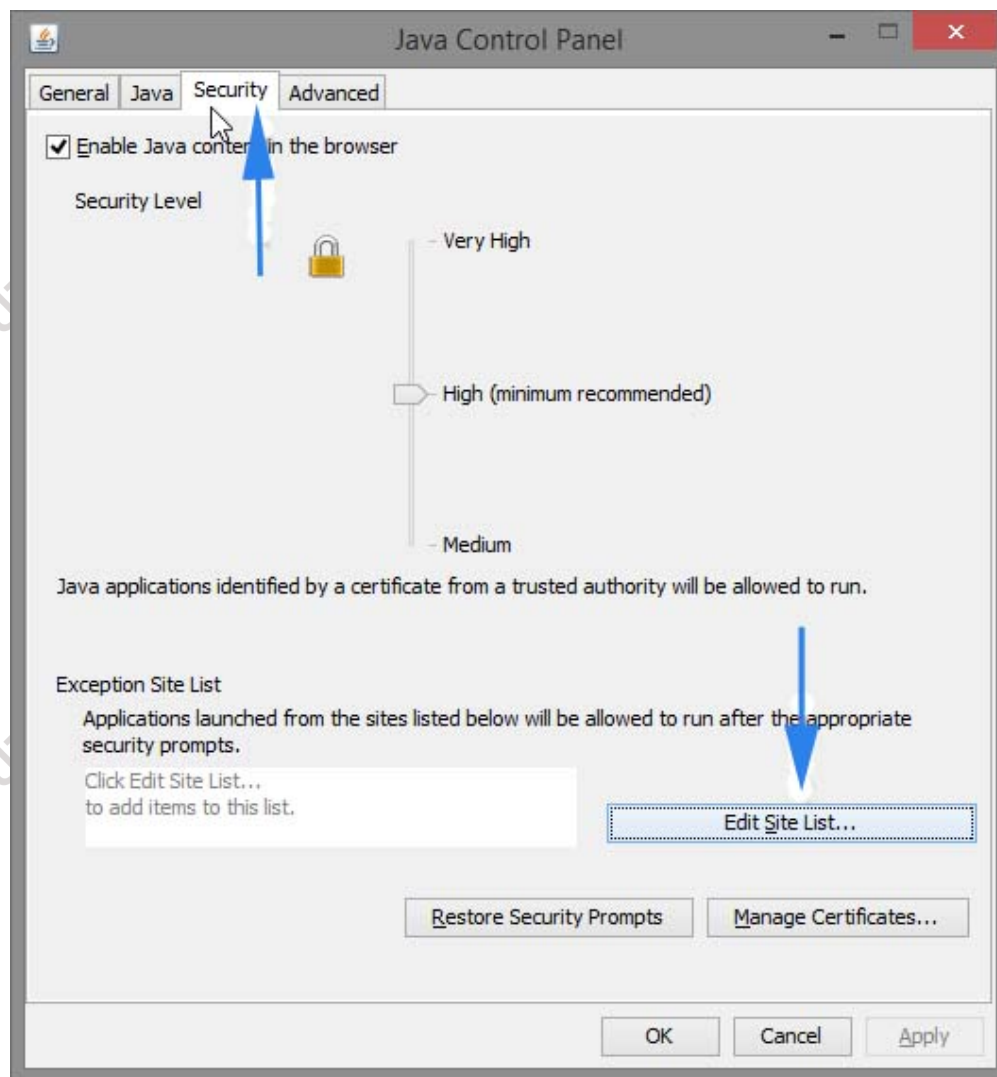 Java Control Panel
General Java Security Advanced
Enable Java content in the browser
Security Level
Very High
High (minimum recommended)
Medium
Java applications identified by a certificate from a trusted authority will be allowed to run.
Exception Site List
Applications launched from the sites listed below will be allowed to run after the appropriate
security prompts.
Click Edit Site List...
to add items to this list.
Edit Site List...
Restore Security Prompts Manage Certificates...
OK Cancel Apply